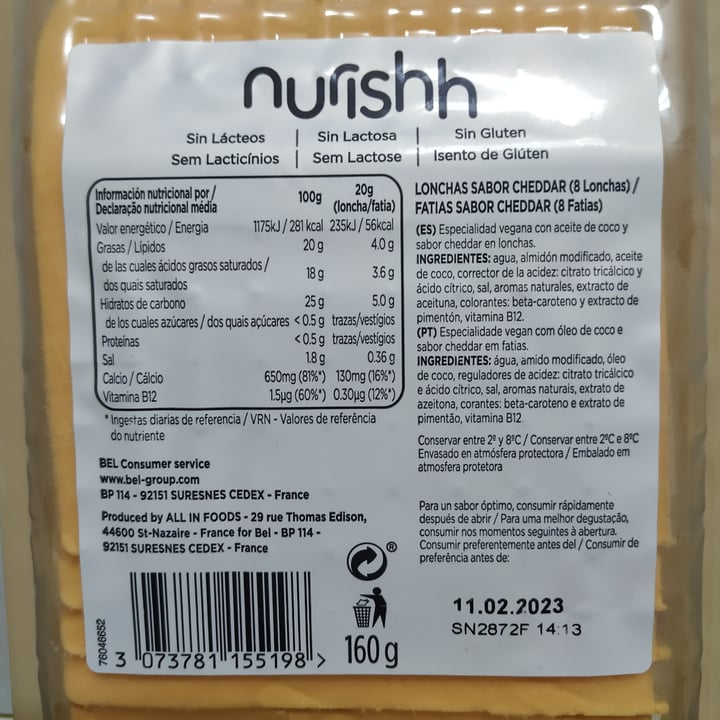 nurishh
Sin Lácteos | Sin Lactosa | Sin Gluten
Sem Lacticínios | Sem Lactose | Isento de Glúten
Información nutricional por /
Declaração nutricional média
100g
20g
(loncha/fatia)
Valor energético / Energia 1175kJ / 281 kcal 235kJ / 56kcal
Grasas / Lípidos 20 g 4.0 g
de las cuales ácidos grasos saturados /
dos quais saturados 18 g 3.6 g
Hidratos de carbono 25 g 5.0 g
de los cuales azúcares / dos quais açúcares < 0.5 g trazas/vestígios
Proteínas < 0.5 g trazas/vestígios
Sal 1.8 g 0.36 g
Calcio / Cálcio 650mg (81%*) 130mg (16%*)
Vitamina B12 1.5µg (60%*) 0.30µg (12%*)
* Ingestas diarias de referencia / VRN - Valores de referência
do nutriente
BEL Consumer service
www.bel-group.com
BP 114 - 92151 SURESNES CEDEX - France
Produced by ALL IN FOODS - 29 rue Thomas Edison,
44600 St-Nazaire - France for Bel - BP 114 -
92151 SURESNES CEDEX - France
76046652
3 073781 155198 >
®
160 g
LONCHAS SABOR CHEDDAR (8 Lonchas) /
FATIAS SABOR CHEDDAR (8 Fatias)
(ES) Especialidad vegana con aceite de coco y
sabor cheddar en lonchas.
INGREDIENTES: agua, almidón modificado, aceite
de coco, corrector de la acidez: citrato tricálcico y
ácido cítrico, sal, aromas naturales, extracto de
aceituna, colorantes: beta-caroteno y extracto de
pimentón, vitamina B12.
(PT) Especialidade vegan com óleo de coco e
sabor cheddar em fatias.
INGREDIENTES: água, amido modificado, óleo
de coco, reguladores de acidez: citrato tricálcico
e ácido cítrico, sal, aromas naturais, extrato de
azeitona, corantes: beta-caroteno e extrato de
pimentão, vitamina B12
Conservar entre 2º y 8ºC / Conservar entre 2ºC e 8ºC
Envasado en atmósfera protectora / Embalado em
atmosfera protetora
Para un sabor óptimo, consumir rápidamente
después de abrir / Para uma melhor degustação,
consumir nos momentos seguintes à abertura.
Consumir preferentemente antes del / Consumir de
preferência antes de:
11.02.2023
SN2872F 14:13